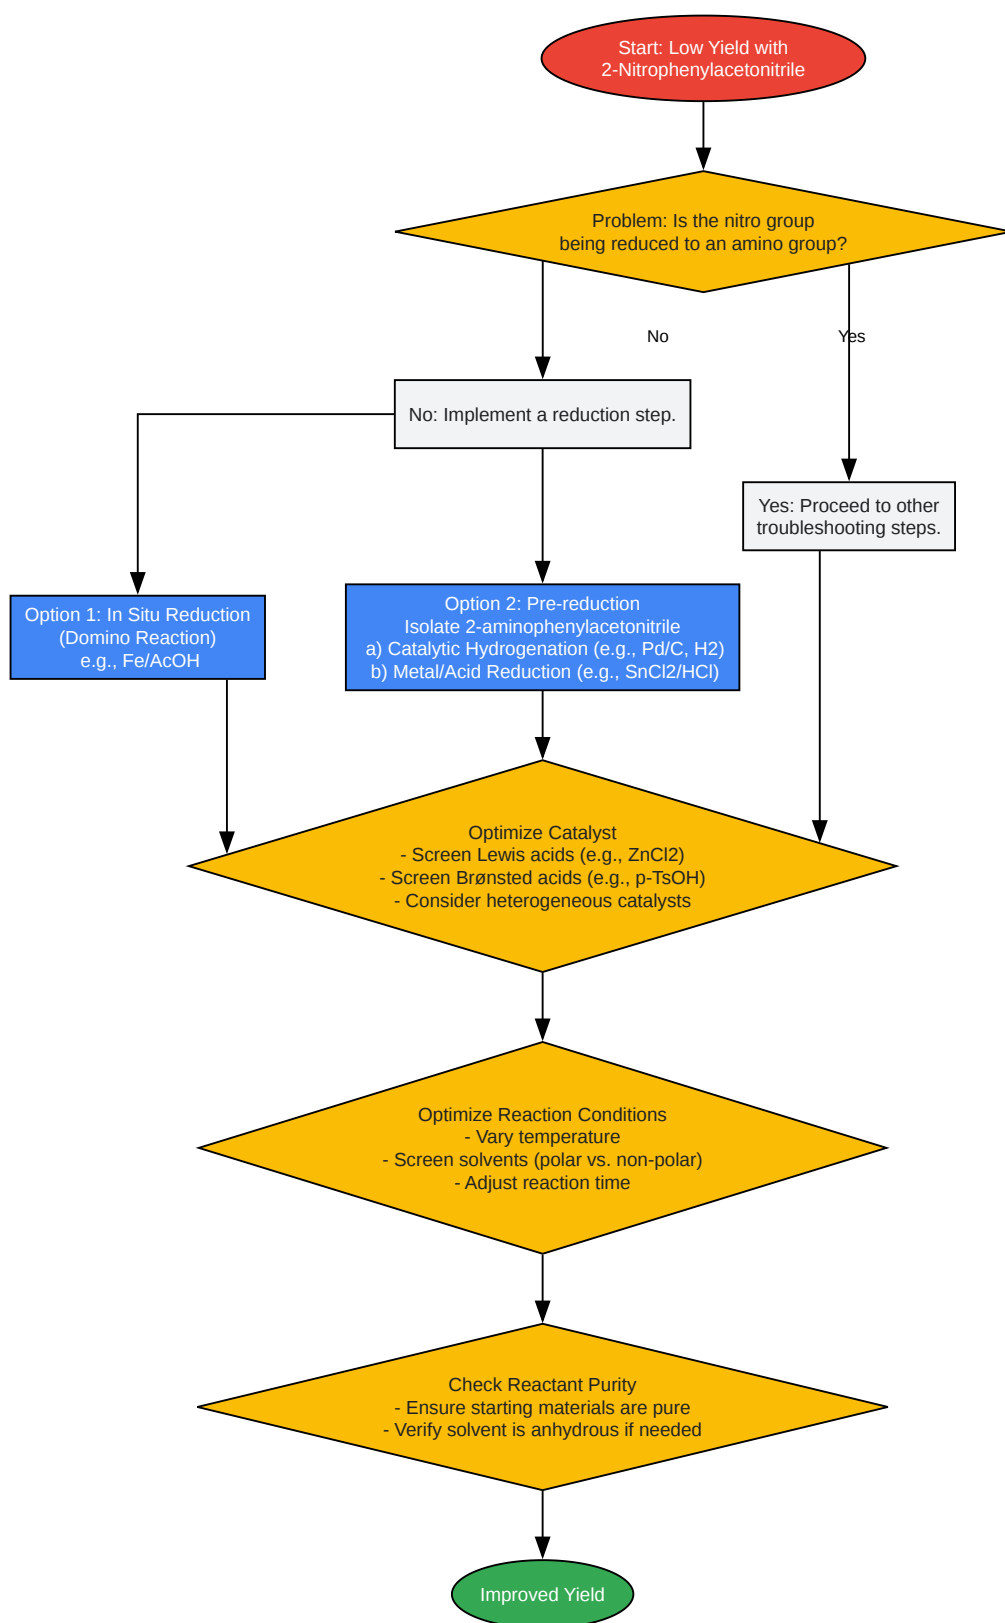 Start: Low Yield with
2-Nitrophenylacetonitrile
Problem: Is the nitro group
being reduced to an amino group?
No
Yes
No: Implement a reduction step.
Yes: Proceed to other
troubleshooting steps.
Option 1: In Situ Reduction
(Domino Reaction)
e.g., Fe/AcOH
Option 2: Pre-reduction
Isolate 2-aminophenylacetonitrile
a) Catalytic Hydrogenation (e.g., Pd/C, H2)
b) Metal/Acid Reduction (e.g., SnCl2/HCl)
Optimize Catalyst
- Screen Lewis acids (e.g., ZnCl2)
- Screen Brønsted acids (e.g., p-TsOH)
- Consider heterogeneous catalysts
Optimize Reaction Conditions
- Vary temperature
- Screen solvents (polar vs. non-polar)
- Adjust reaction time
Check Reactant Purity
- Ensure starting materials are pure
- Verify solvent is anhydrous if needed
Improved Yield